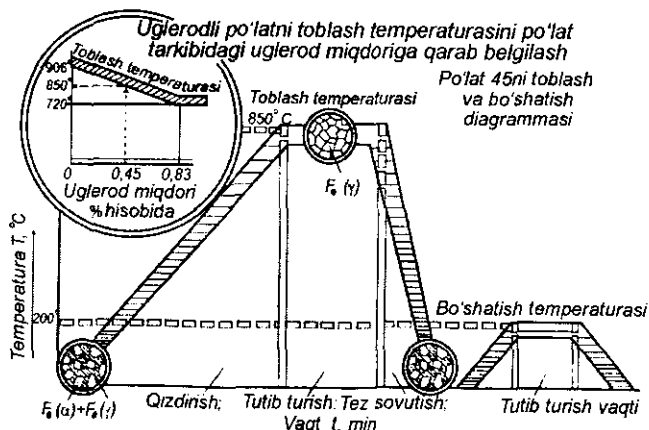 Uglerodli po'latni toblash temperaturasini po'lat
tarkibidagi uglerod miqdoriga qarab belgilash
Toblash temperaturasi
906
850
720
0 0,45 0,83
Uglerod miqdori
% hisobida
Po'lat 45ni toblash
va bo'shatish
diagrammasi
Toblash temperaturasi
850°C
Fe (γ)
Temperatura T, °C
200°
Bo'shatish temperaturasi
Fe(α)+Fe(γ)
Qizdirish; Tutib turish: Tez sovutish; Tutib turish vaqti
Vaqt t, min